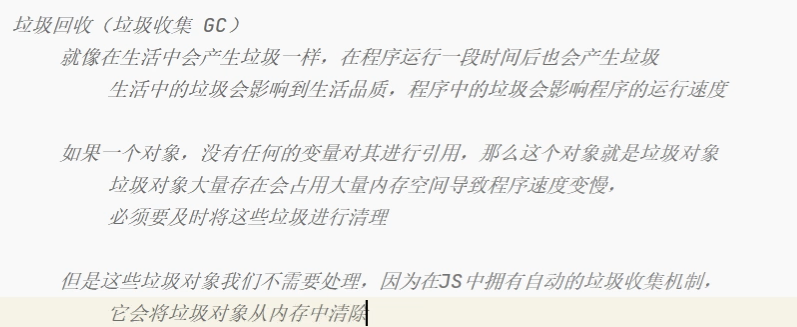 垃圾回收（垃圾收集 GC）
就像在生活中会产生垃圾一样，在程序运行一段时间后也会产生垃圾
生活中的垃圾会影响到生活品质，程序中的垃圾会影响程序的运行速度
如果一个对象，没有任何的变量对其进行引用，那么这个对象就是垃圾对象
垃圾对象大量存在会占用大量内存空间导致程序速度变慢，
必须要及时将这些垃圾进行清理
但是这些垃圾对象我们不需要处理，因为在JS中拥有自动的垃圾收集机制，
它会将垃圾对象从内存中清除